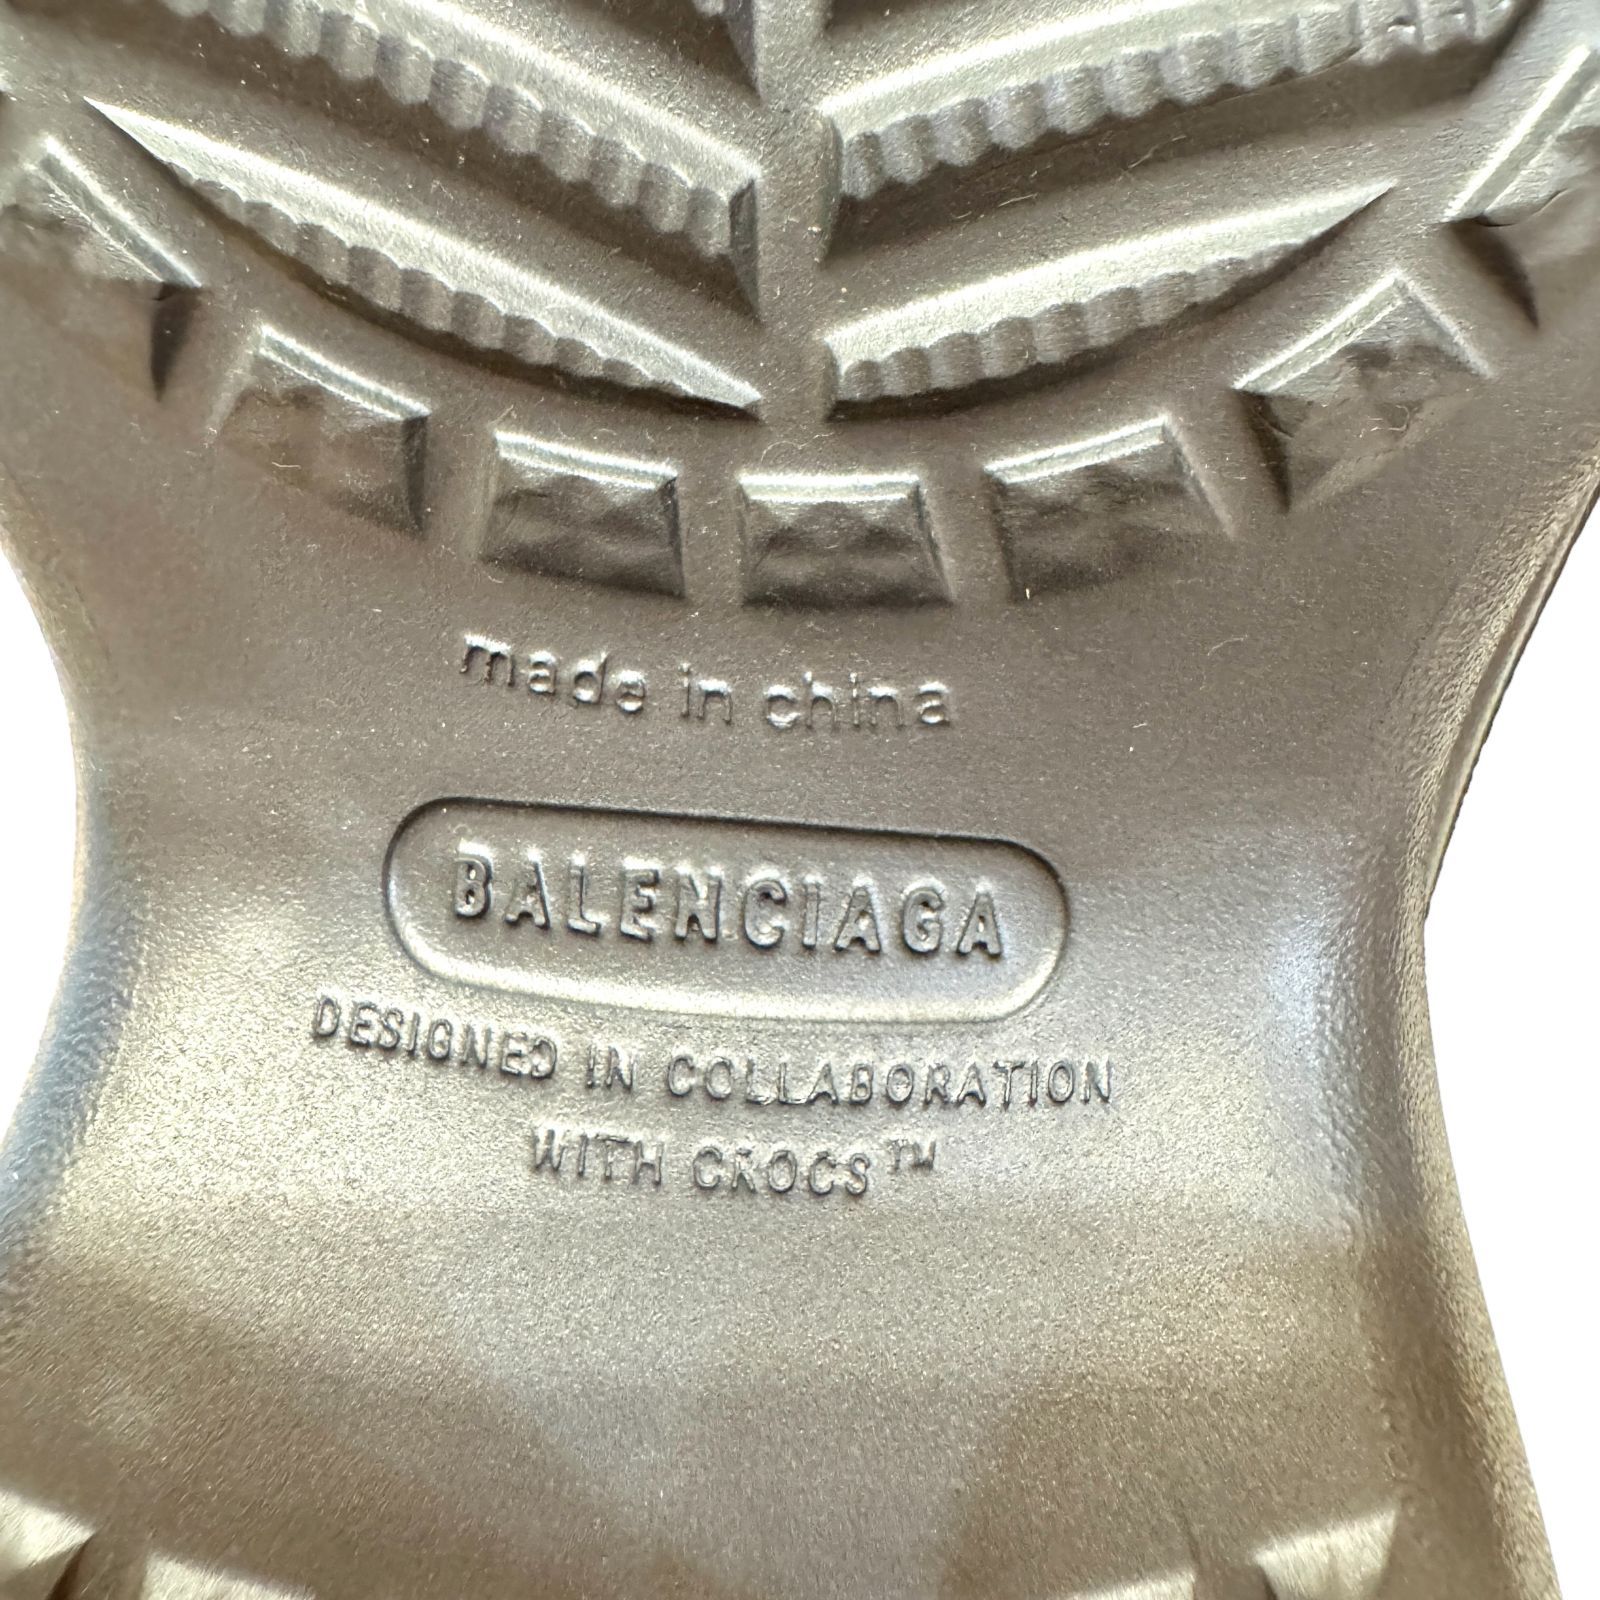 made in china
BALENCIAGA
DESIGNED IN COLLABORATION
WITH CROCS™